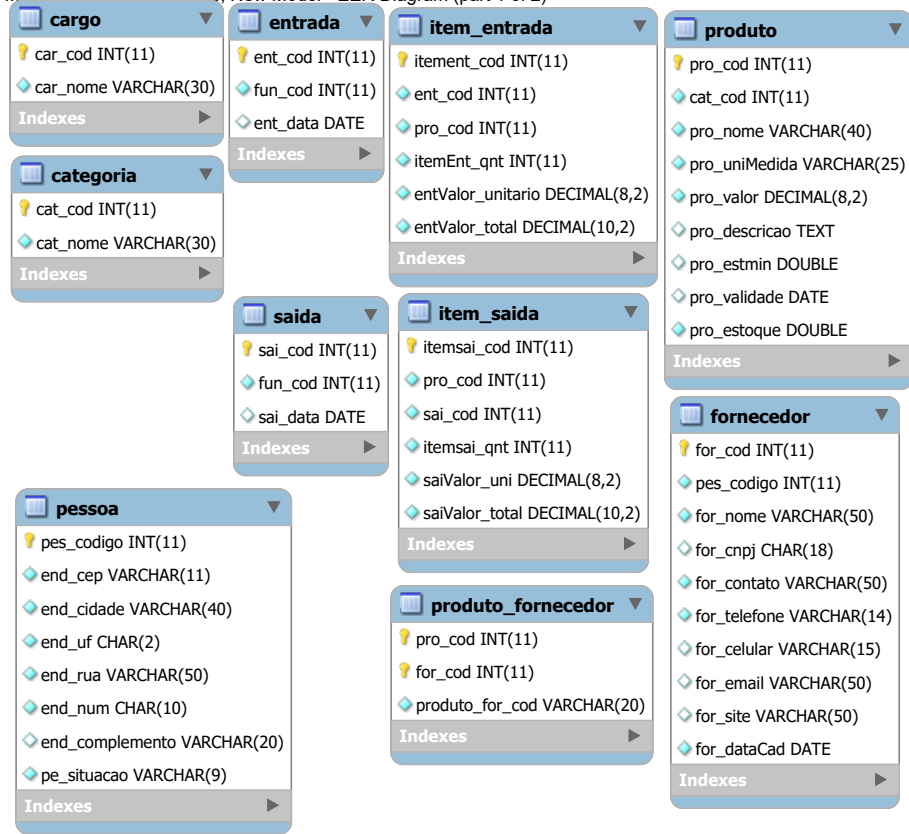 New Model - EER Diagram (part 1 of 2)
cargo
car_cod INT(11)
car_nome VARCHAR(30)
Indexes
entrada
ent_cod INT(11)
fun_cod INT(11)
ent_data DATE
Indexes
item_entrada
itement_cod INT(11)
ent_cod INT(11)
pro_cod INT(11)
itemEnt_qnt INT(11)
entValor_unitario DECIMAL(8,2)
entValor_total DECIMAL(10,2)
Indexes
produto
pro_cod INT(11)
cat_cod INT(11)
pro_nome VARCHAR(40)
pro_uniMedida VARCHAR(25)
pro_valor DECIMAL(8,2)
pro_descricao TEXT
pro_estmin DOUBLE
pro_validade DATE
pro_estoque DOUBLE
Indexes
categoria
cat_cod INT(11)
cat_nome VARCHAR(30)
Indexes
saida
sai_cod INT(11)
fun_cod INT(11)
sai_data DATE
Indexes
item_saida
itemsai_cod INT(11)
pro_cod INT(11)
sai_cod INT(11)
itemsai_qnt INT(11)
saiValor_uni DECIMAL(8,2)
saiValor_total DECIMAL(10,2)
Indexes
fornecedor
for_cod INT(11)
pes_codigo INT(11)
for_nome VARCHAR(50)
for_cnpj CHAR(18)
for_contato VARCHAR(50)
for_telefone VARCHAR(14)
for_celular VARCHAR(15)
for_email VARCHAR(50)
for_site VARCHAR(50)
for_dataCad DATE
Indexes
pessoa
pes_codigo INT(11)
end_cep VARCHAR(11)
end_cidade VARCHAR(40)
end_uf CHAR(2)
end_rua VARCHAR(50)
end_num CHAR(10)
end_complemento VARCHAR(20)
pe_situacao VARCHAR(9)
Indexes
produto_fornecedor
pro_cod INT(11)
for_cod INT(11)
produto_for_cod VARCHAR(20)
Indexes